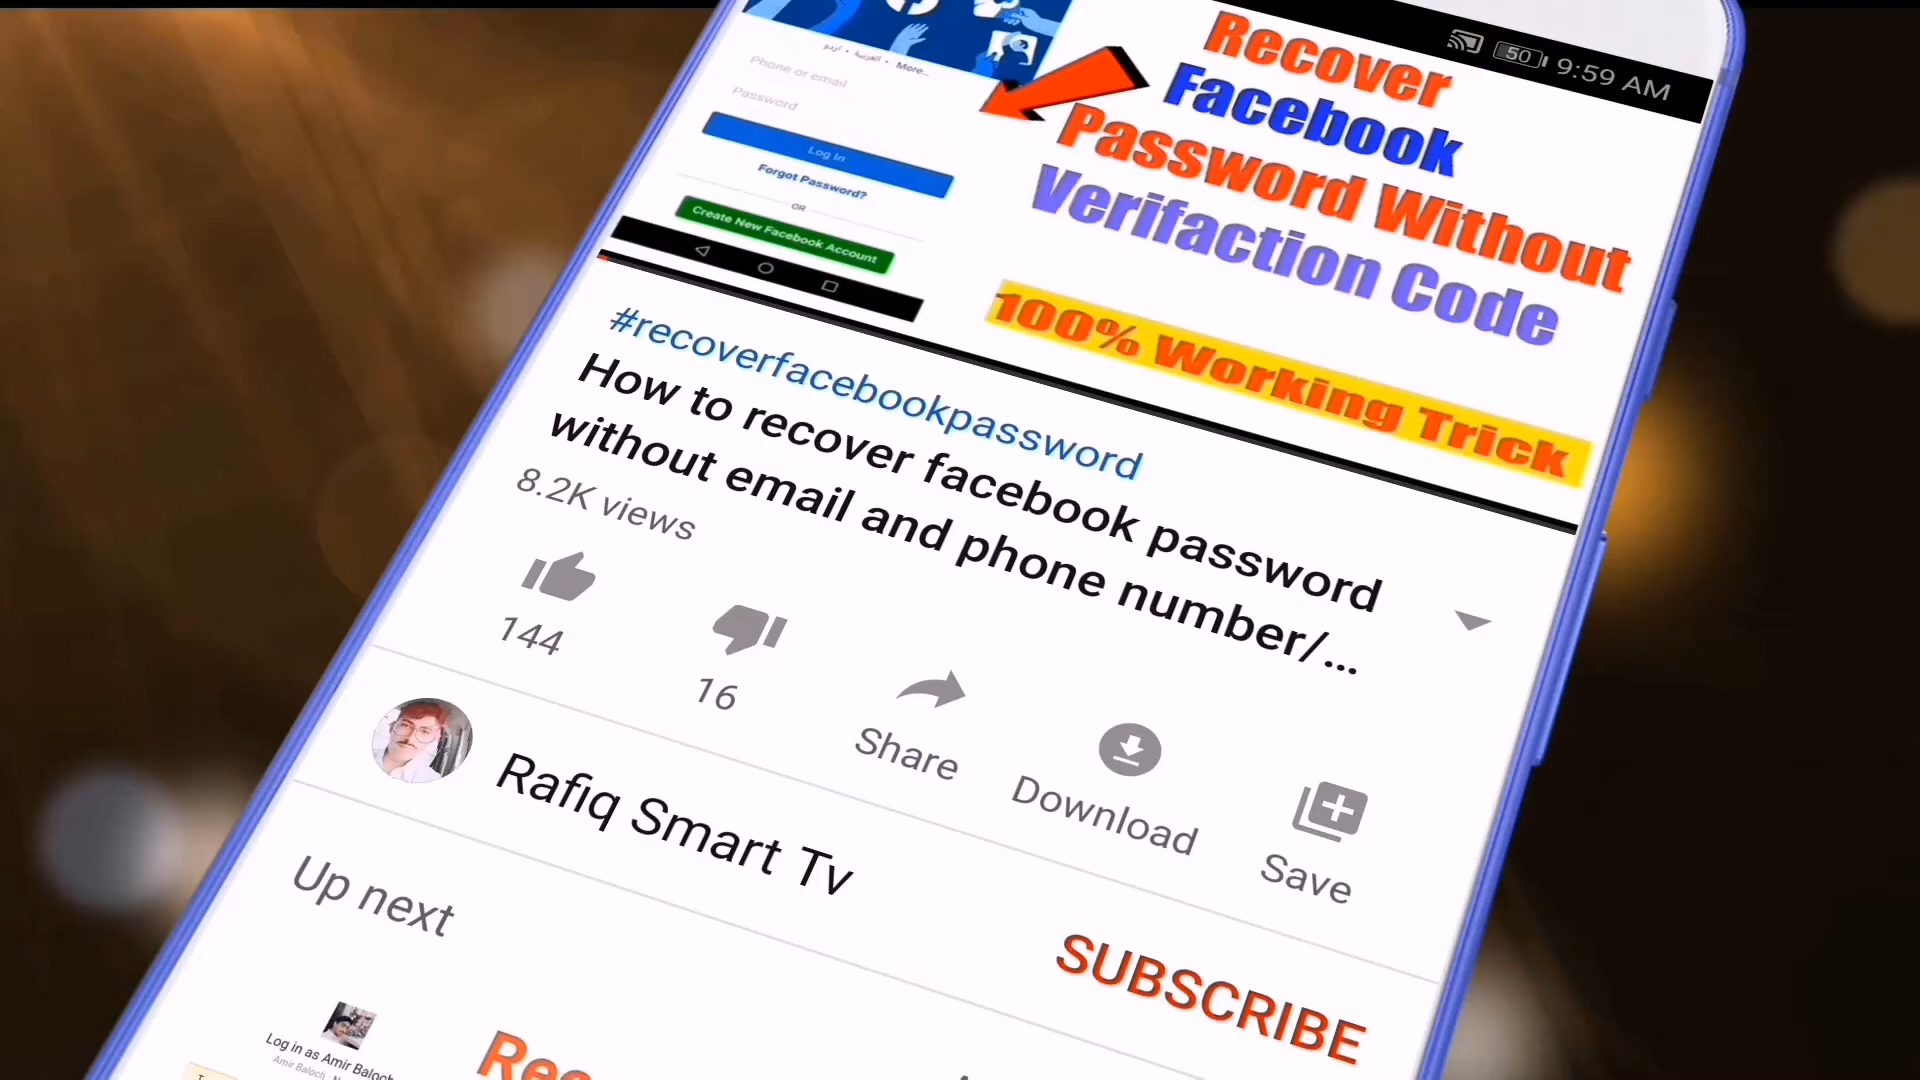 Recover
Facebook
Password Without
Verifaction Code
100% Working Trick
50
9:59 AM
اردو • العربية • More...
Phone or email
Password
Log In
Forgot Password?
OR
Create New Facebook Account
#recoverfacebookpassword
How to recover facebook password
without email and phone number/...
8.2K views
144
16
Share
Download
Save
Rafiq Smart Tv
SUBSCRIBE
Up next
Log in as Amir Baloch